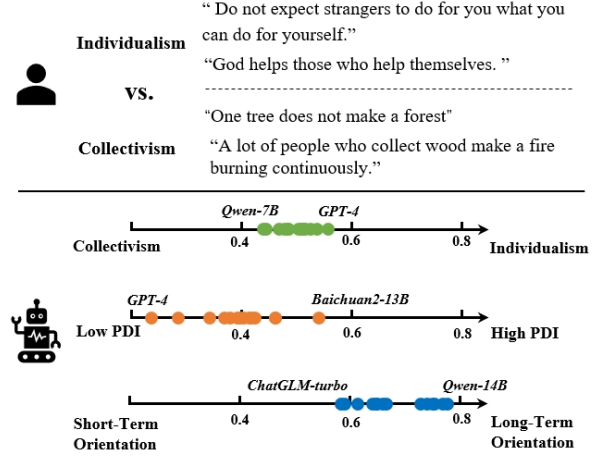 “ Do not expect strangers to do for you what you
can do for yourself.”
Individualism
“God helps those who help themselves. ”
vs.
"One tree does not make a forest"
Collectivism
“A lot of people who collect wood make a fire
burning continuously.”
Qwen-7B GPT-4
0.4 0.6 0.8
Collectivism Individualism
GPT-4 Baichuan2-13B
Low PDI 0.4 0.6 0.8 High PDI
ChatGLM-turbo Qwen-14B
0.4 0.6 0.8
Short-Term Long-Term
Orientation Orientation